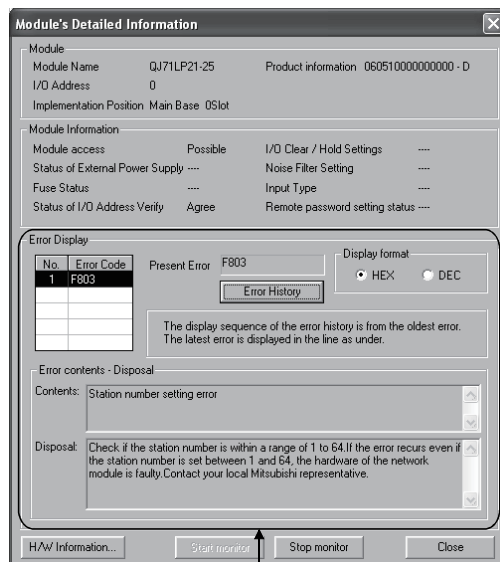 Module's Detailed Information
Module
Module Name QJ71LP21-25 Product information 060510000000000 - D
I/O Address 0
Implementation Position Main Base 0Slot
Module Information
Module access Possible I/O Clear / Hold Settings ----
Status of External Power Supply ---- Noise Filter Setting ----
Fuse Status ---- Input Type ----
Status of I/O Address Verify Agree Remote password setting status ----
Error Display
No. Error Code Present Error F803 Display format
1 F803 HEX DEC
Error History
The display sequence of the error history is from the oldest error.
The latest error is displayed in the line as under.
Error contents - Disposal
Contents: Station number setting error
Disposal: Check if the station number is within a range of 1 to 64.If the error recurs even if
the station number is set between 1 and 64, the hardware of the network
module is faulty.Contact your local Mitsubishi representative.
H/W Information... Start monitor Stop monitor Close